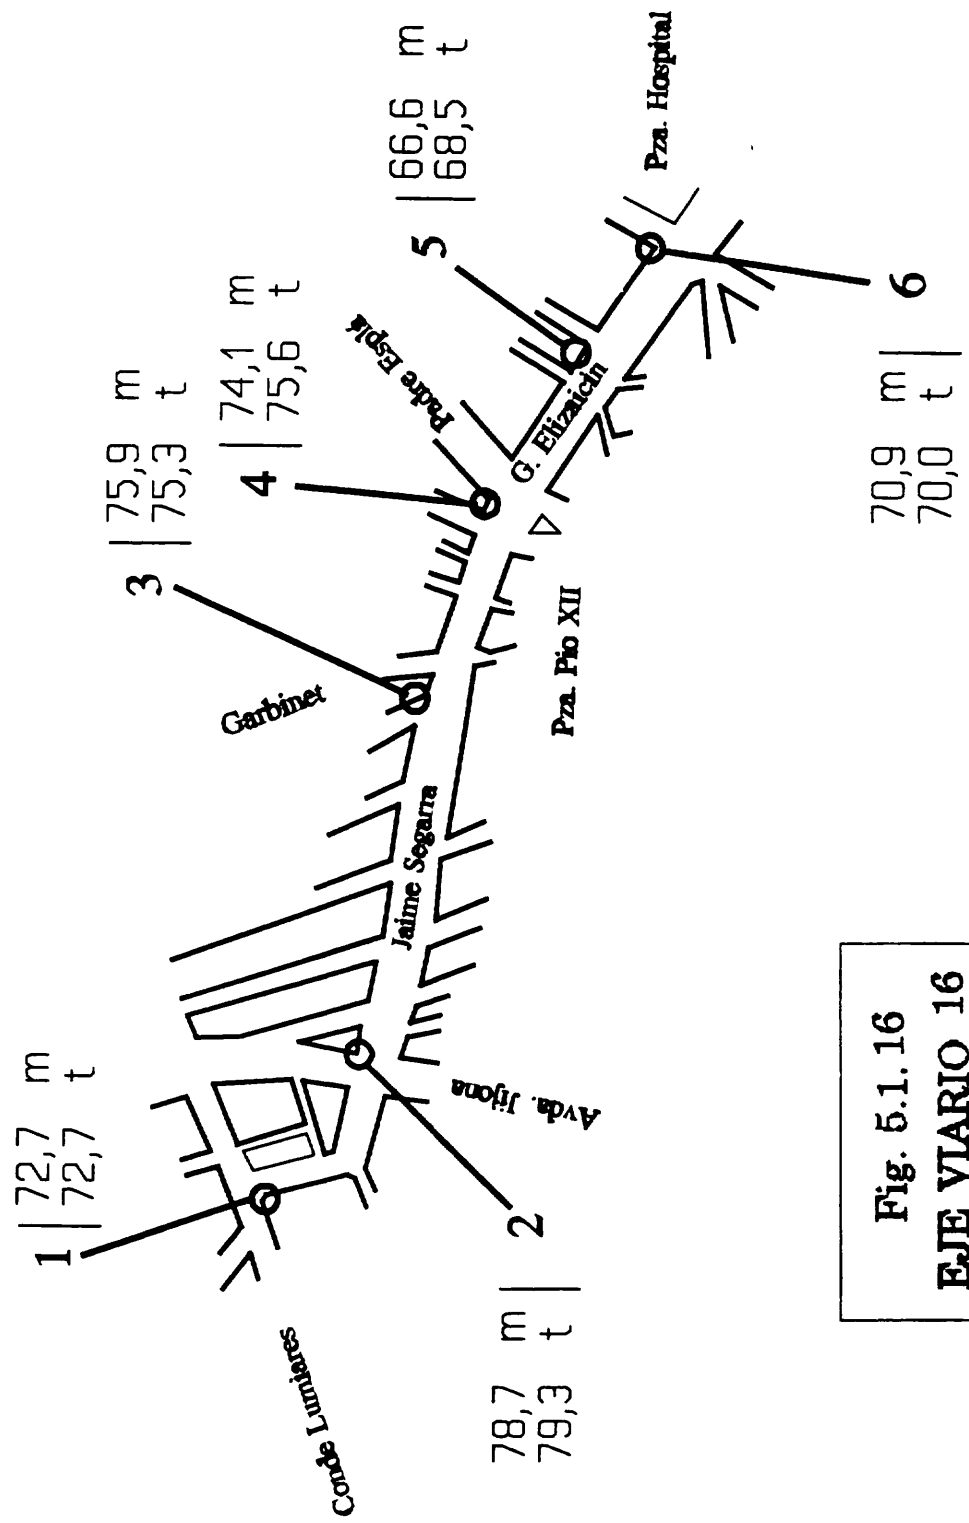 1
72,7 m
72,7 t
3
75,9 m
75,3 t
4
74,1 m
75,6 t
5
66,6 m
68,5 t
Conde Lumiares
Garbinet
Padre Esplá
Jaime Segarra
G. Elizaicin
Pza. Hospital
2
78,7 m
79,3 t
Avda. Jijona
Pza. Pio XII
6
70,9 m
70,0 t
Fig. 5.1.16
EJE VIARIO 16